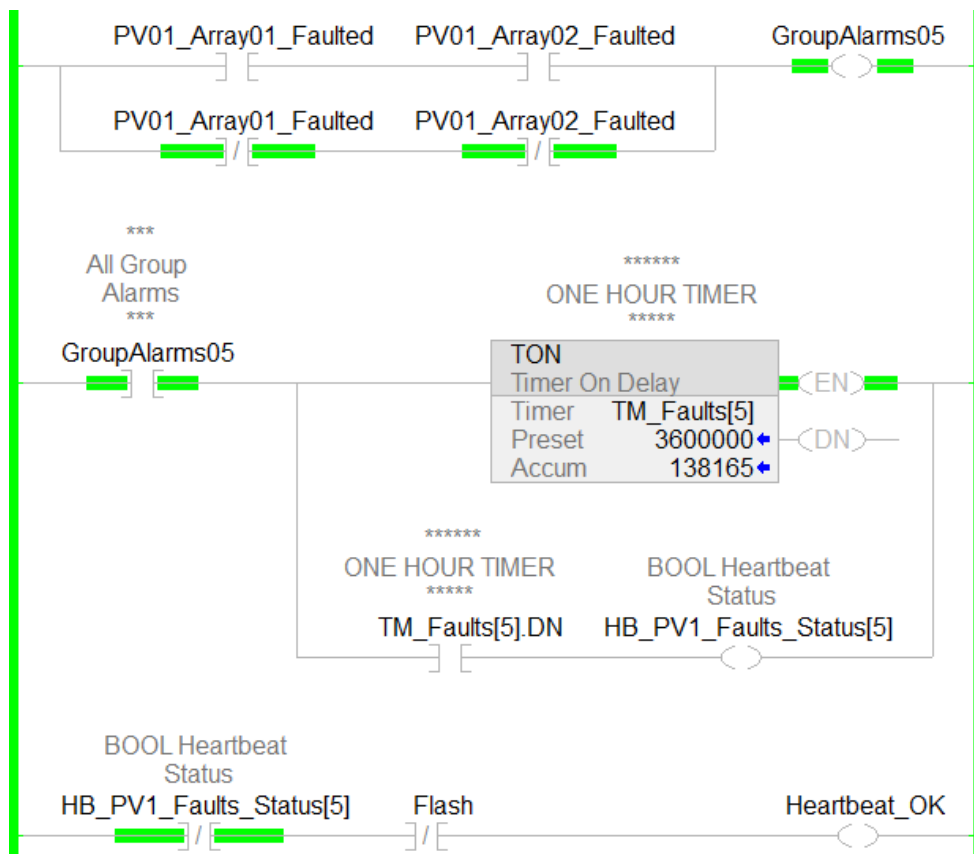 PV01_Array01_Faulted PV01_Array02_Faulted GroupAlarms05
PV01_Array01_Faulted PV01_Array02_Faulted
***
All Group
Alarms
***
GroupAlarms05
******
ONE HOUR TIMER
*****
TON
Timer On Delay
EN
Timer TM_Faults[5]
Preset 3600000
DN
Accum 138165
******
ONE HOUR TIMER
*****
TM_Faults[5].DN
BOOL Heartbeat
Status
HB_PV1_Faults_Status[5]
BOOL Heartbeat
Status
HB_PV1_Faults_Status[5] Flash Heartbeat_OK